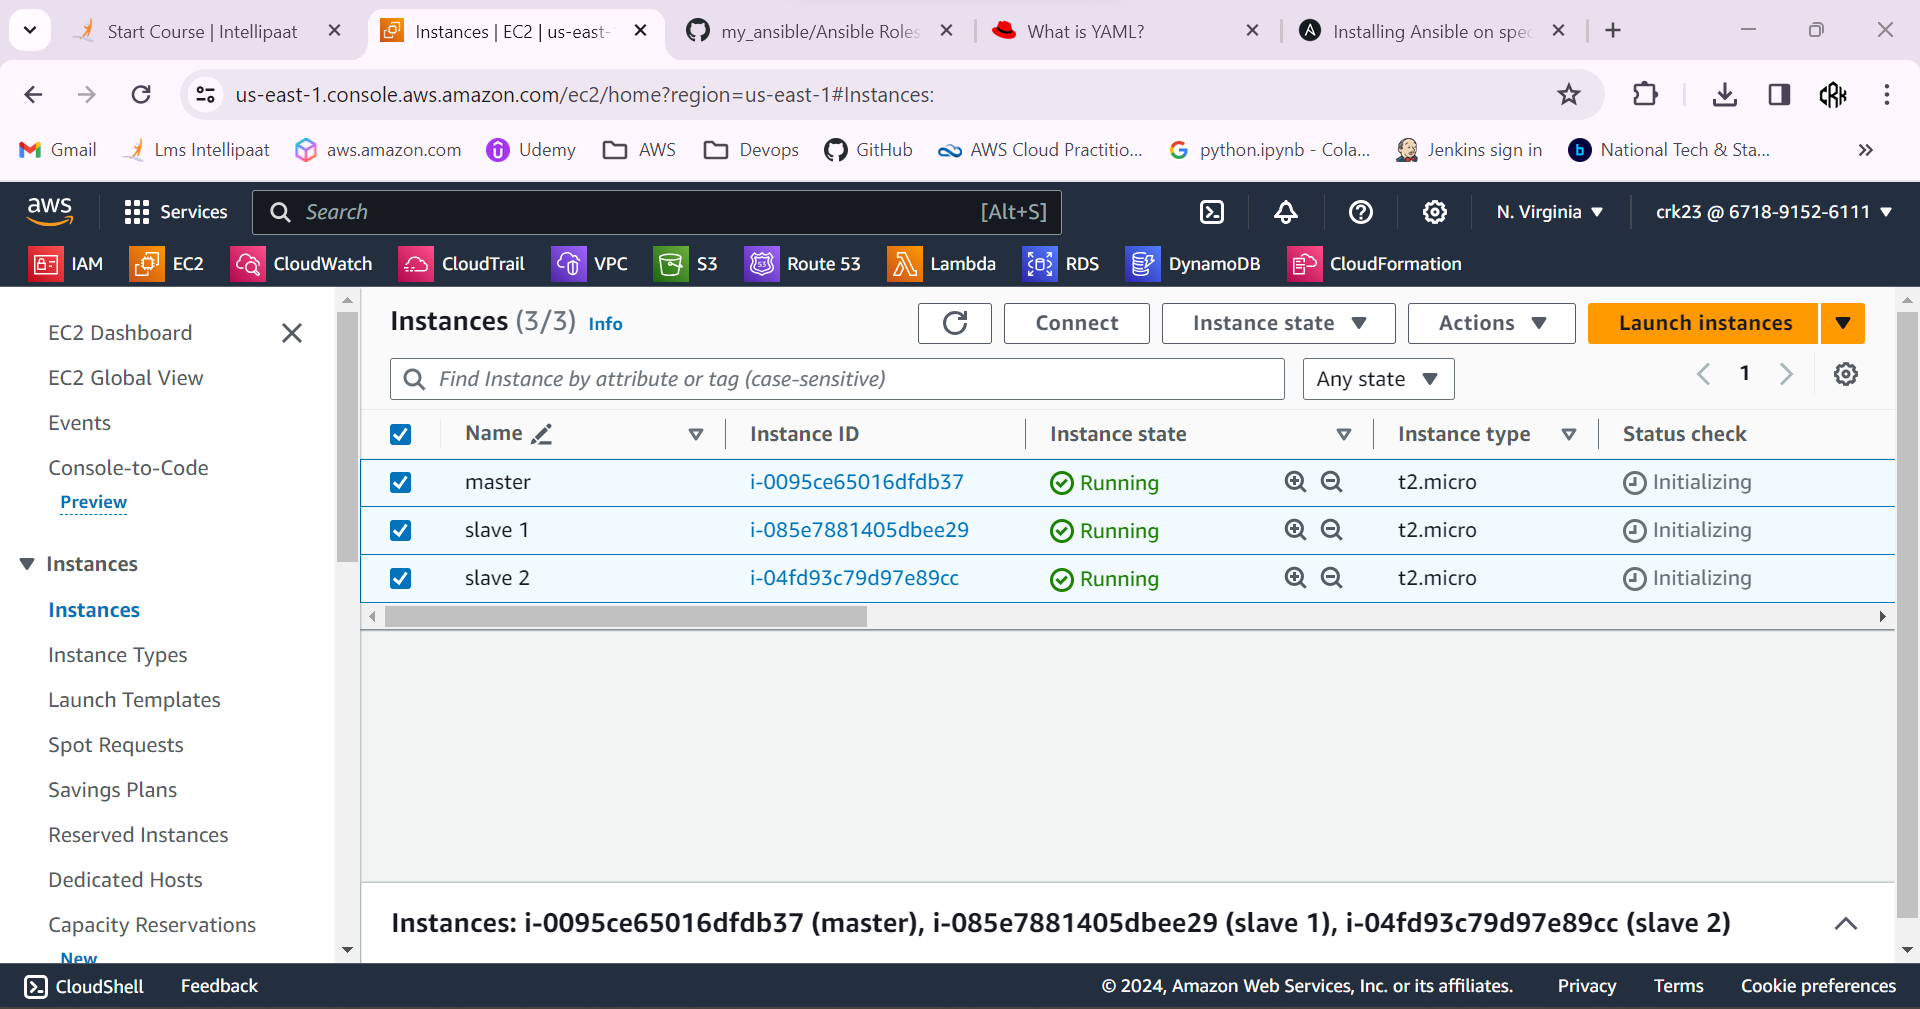 Start Course | Intellipaat
Instances | EC2 | us-east-
my_ansible/Ansible Roles
What is YAML?
Installing Ansible on spec
us-east-1.console.aws.amazon.com/ec2/home?region=us-east-1#Instances:
CRK
Gmail
Lms Intellipaat
aws.amazon.com
Udemy
AWS
Devops
GitHub
AWS Cloud Practitio...
python.ipynb - Cola...
Jenkins sign in
National Tech & Sta...
aws
Services
Search
[Alt+S]
N. Virginia
crk23 @ 6718-9152-6111
IAM
EC2
CloudWatch
CloudTrail
VPC
S3
Route 53
Lambda
RDS
DynamoDB
CloudFormation
EC2 Dashboard
EC2 Global View
Events
Console-to-Code
Preview
Instances
Instances
Instance Types
Launch Templates
Spot Requests
Savings Plans
Reserved Instances
Dedicated Hosts
Capacity Reservations
New
Instances (3/3) Info
Connect
Instance state
Actions
Launch instances
Find Instance by attribute or tag (case-sensitive)
Any state
1
Name Instance ID Instance state Instance type Status check
master i-0095ce65016dfdb37 Running t2.micro Initializing
slave 1 i-085e7881405dbee29 Running t2.micro Initializing
slave 2 i-04fd93c79d97e89cc Running t2.micro Initializing
Instances: i-0095ce65016dfdb37 (master), i-085e7881405dbee29 (slave 1), i-04fd93c79d97e89cc (slave 2)
CloudShell
Feedback
© 2024, Amazon Web Services, Inc. or its affiliates.
Privacy
Terms
Cookie preferences